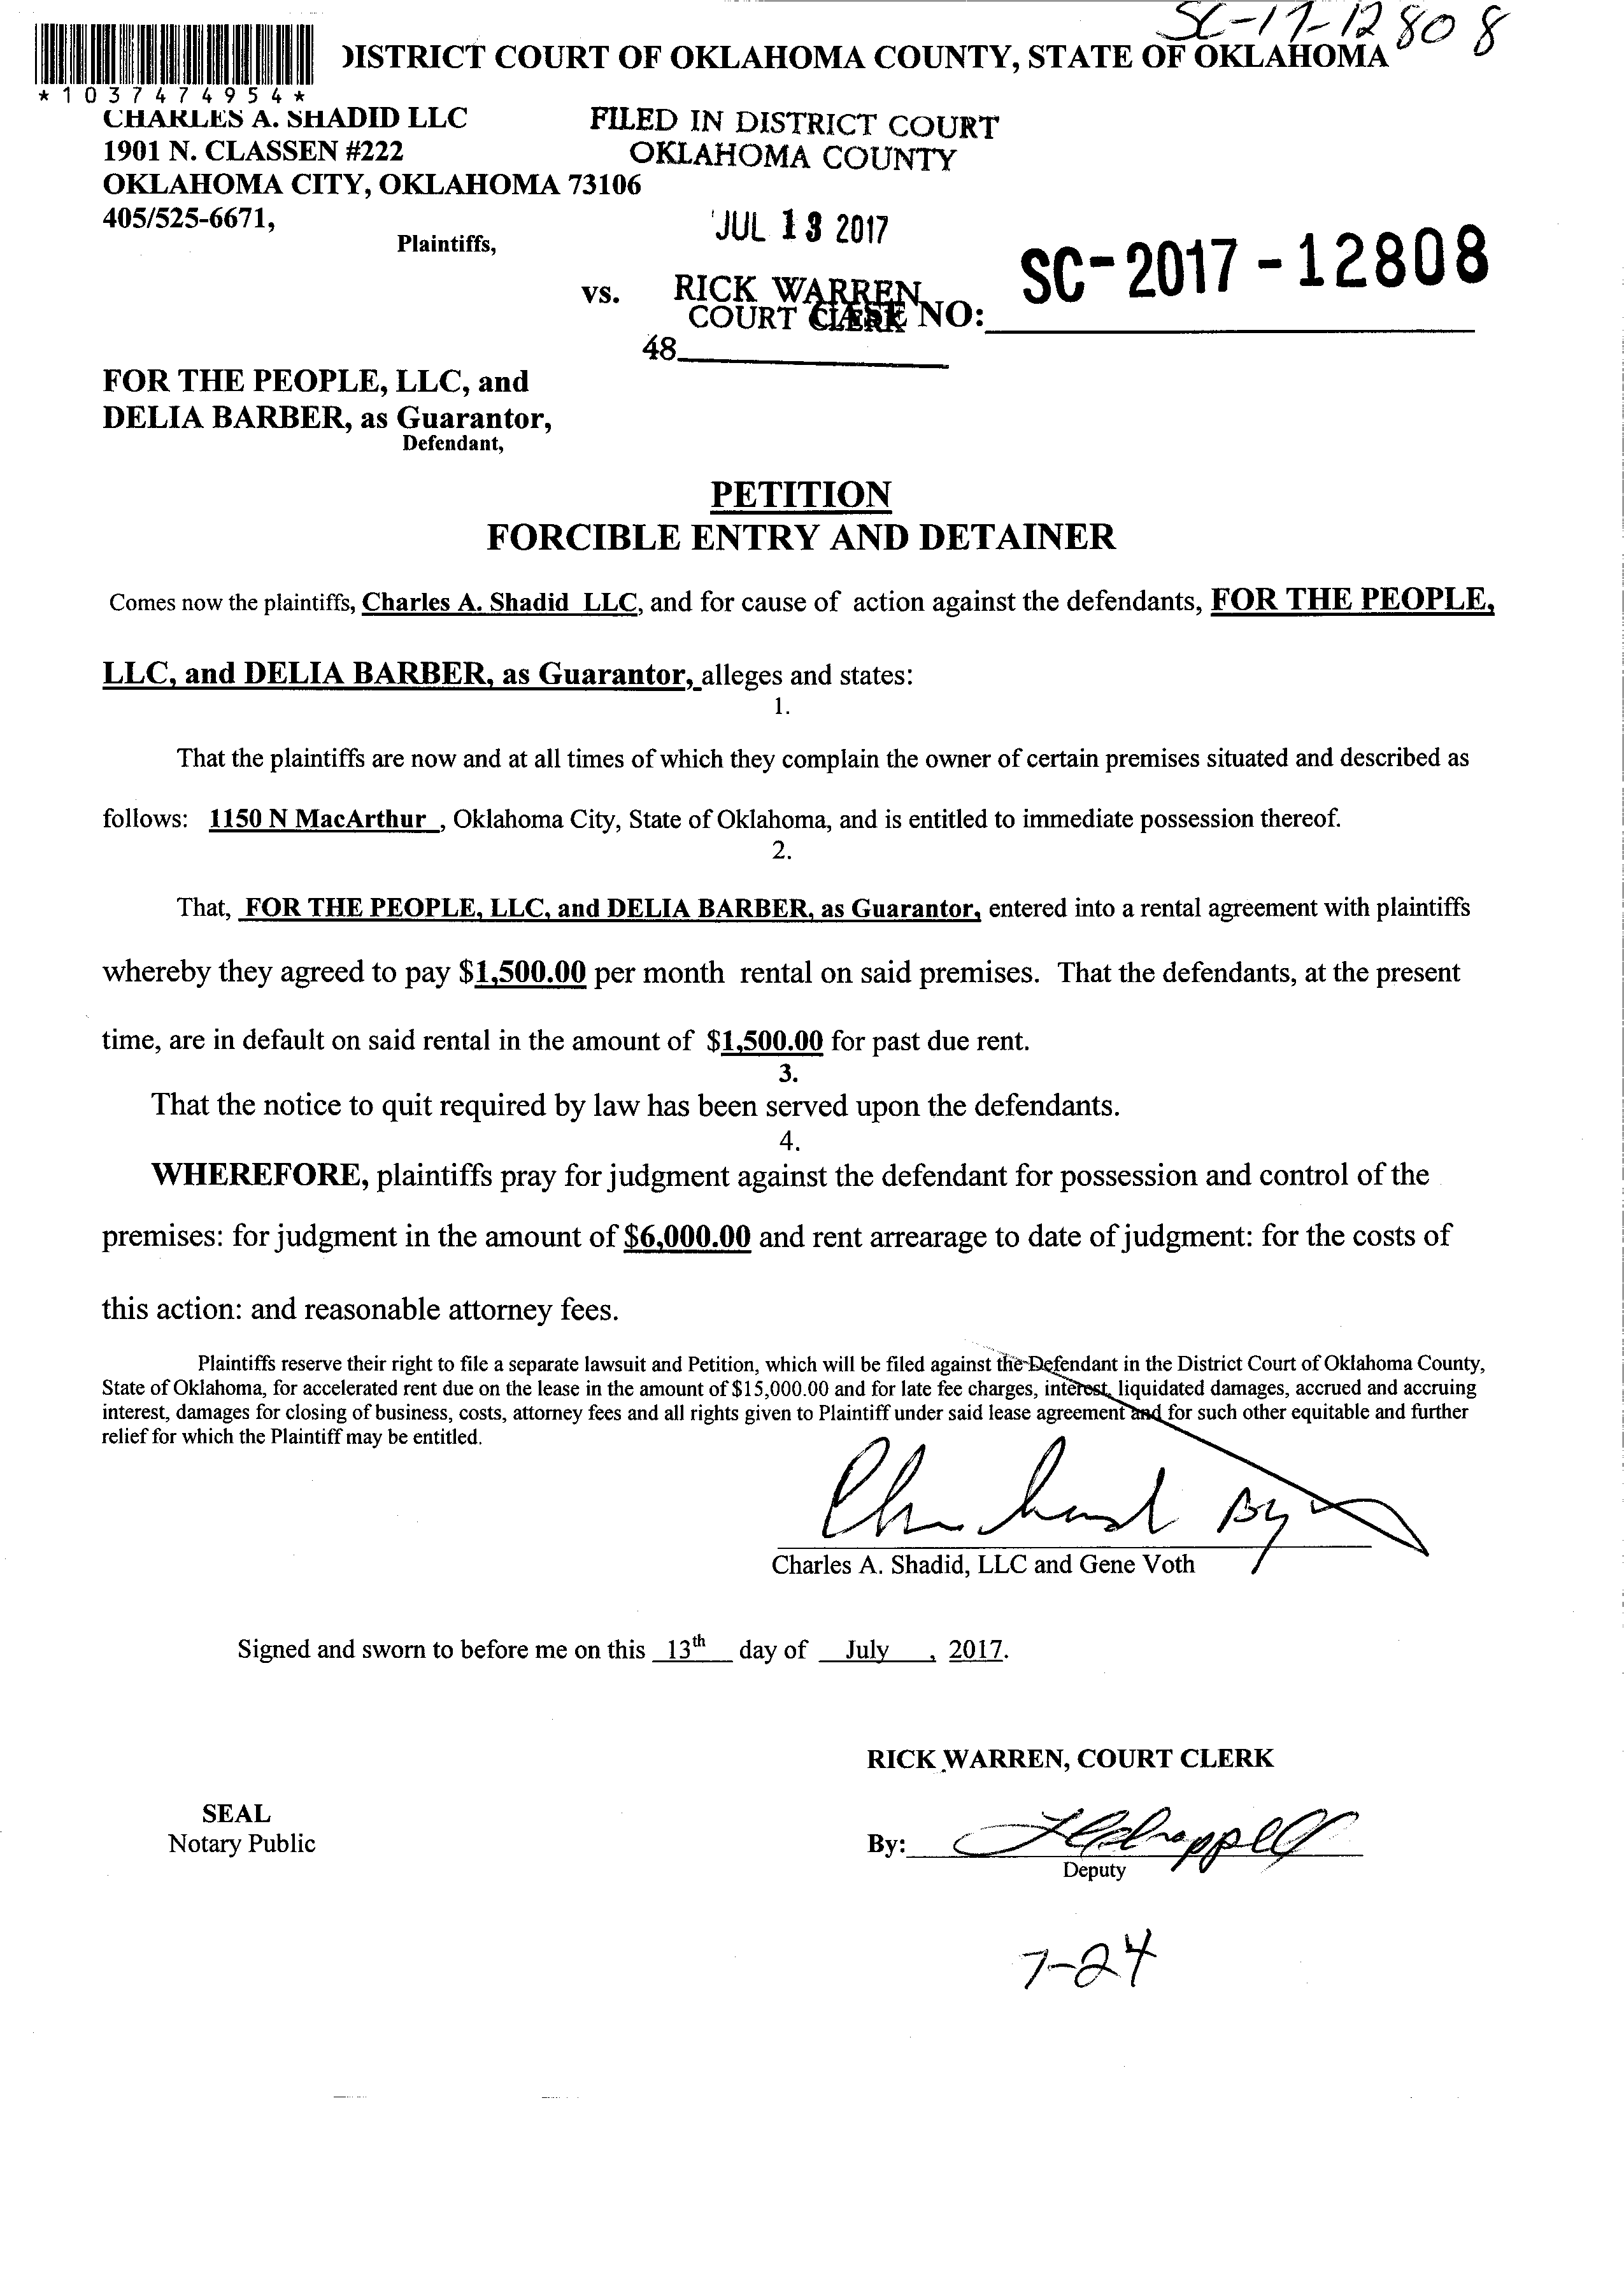 SC-17-12808
DISTRICT COURT OF OKLAHOMA COUNTY, STATE OF OKLAHOMA
*1037474954*
CHARLES A. SHADID LLC
1901 N. CLASSEN #222
OKLAHOMA CITY, OKLAHOMA 73106
405/525-6671,
Plaintiffs,
FILED IN DISTRICT COURT
OKLAHOMA COUNTY
JUL 13 2017
vs.
RICK WARREN
COURT CLERK
CASE NO:
SC-2017-12808
48
FOR THE PEOPLE, LLC, and
DELIA BARBER, as Guarantor,
Defendant,
PETITION
FORCIBLE ENTRY AND DETAINER
Comes now the plaintiffs, Charles A. Shadid LLC, and for cause of action against the defendants, FOR THE PEOPLE,
LLC, and DELIA BARBER, as Guarantor, alleges and states:
1.
That the plaintiffs are now and at all times of which they complain the owner of certain premises situated and described as
follows: 1150 N MacArthur , Oklahoma City, State of Oklahoma, and is entitled to immediate possession thereof.
2.
That, FOR THE PEOPLE, LLC, and DELIA BARBER, as Guarantor, entered into a rental agreement with plaintiffs
whereby they agreed to pay $1,500.00 per month rental on said premises. That the defendants, at the present
time, are in default on said rental in the amount of $1,500.00 for past due rent.
3.
That the notice to quit required by law has been served upon the defendants.
4.
WHEREFORE, plaintiffs pray for judgment against the defendant for possession and control of the
premises: for judgment in the amount of $6,000.00 and rent arrearage to date of judgment: for the costs of
this action: and reasonable attorney fees.
Plaintiffs reserve their right to file a separate lawsuit and Petition, which will be filed against the Defendant in the District Court of Oklahoma County,
State of Oklahoma, for accelerated rent due on the lease in the amount of $15,000.00 and for late fee charges, interest, liquidated damages, accrued and accruing
interest, damages for closing of business, costs, attorney fees and all rights given to Plaintiff under said lease agreement and for such other equitable and further
relief for which the Plaintiff may be entitled.
By
Charles A. Shadid, LLC and Gene Voth
Signed and sworn to before me on this 13th day of July , 2017.
RICK WARREN, COURT CLERK
SEAL
Notary Public
By:
Deputy
7-24